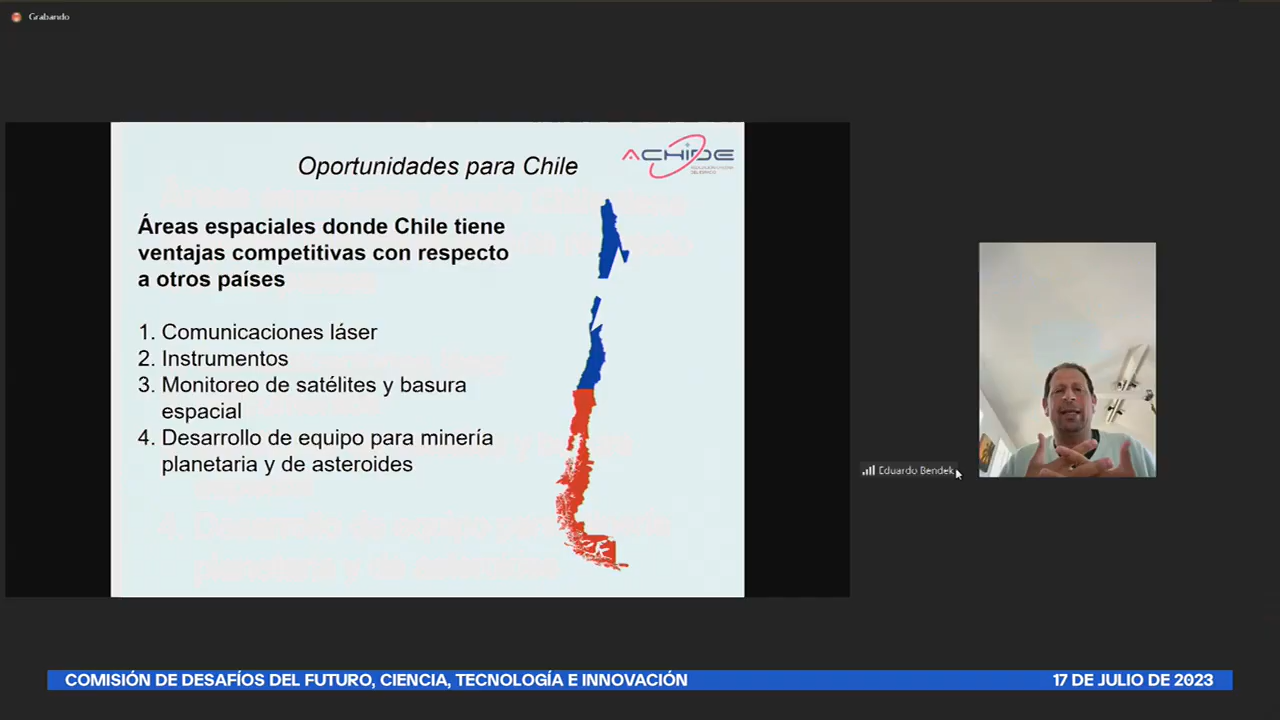 Grabando
Oportunidades para Chile
ACHIDE
Áreas espaciales donde Chile tiene
ventajas competitivas con respecto
a otros países
1. Comunicaciones láser
2. Instrumentos
3. Monitoreo de satélites y basura
espacial
4. Desarrollo de equipo para minería
planetaria y de asteroides
Eduardo Bendek
COMISIÓN DE DESAFÍOS DEL FUTURO, CIENCIA, TECNOLOGÍA E INNOVACIÓN
17 DE JULIO DE 2023